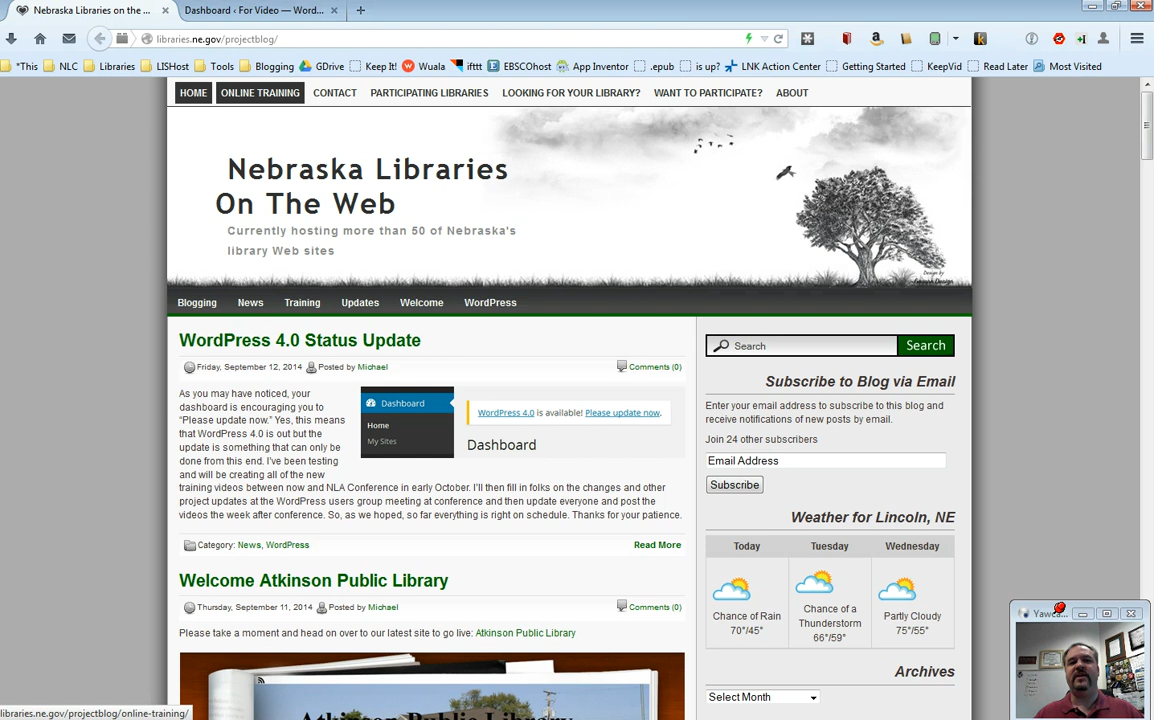 Nebraska Libraries on the ...
Dashboard ‹ For Video — Word...
libraries.ne.gov/projectblog/
*This NLC Libraries LISHost Tools Blogging GDrive Keep It! Wuala ifttt EBSCOhost App Inventor .epub is up? LNK Action Center Getting Started KeepVid Read Later Most Visited
HOME ONLINE TRAINING CONTACT PARTICIPATING LIBRARIES LOOKING FOR YOUR LIBRARY? WANT TO PARTICIPATE? ABOUT
Nebraska Libraries
On The Web
Currently hosting more than 50 of Nebraska's
library Web sites
Blogging News Training Updates Welcome WordPress
WordPress 4.0 Status Update
Friday, September 12, 2014 Posted by Michael Comments (0)
As you may have noticed, your
dashboard is encouraging you to
“Please update now.” Yes, this means
that WordPress 4.0 is out but the
update is something that can only be
done from this end. I've been testing
and will be creating all of the new
training videos between now and NLA Conference in early October. I'll then fill in folks on the changes and other
project updates at the WordPress users group meeting at conference and then update everyone and post the
videos the week after conference. So, as we hoped, so far everything is right on schedule. Thanks for your patience.
Dashboard
Home
My Sites
WordPress 4.0 is available! Please update now.
Dashboard
Category: News, WordPress Read More
Welcome Atkinson Public Library
Thursday, September 11, 2014 Posted by Michael Comments (0)
Please take a moment and head on over to our latest site to go live: Atkinson Public Library
Atkinson Public Library
Search Search
Subscribe to Blog via Email
Enter your email address to subscribe to this blog and
receive notifications of new posts by email.
Join 24 other subscribers
Email Address
Subscribe
Weather for Lincoln, NE
Today Tuesday Wednesday
Chance of Rain
70°/45°
Chance of a
Thunderstorm
66°/59°
Partly Cloudy
75°/55°
Archives
Select Month
Yawca...
libraries.ne.gov/projectblog/online-training/